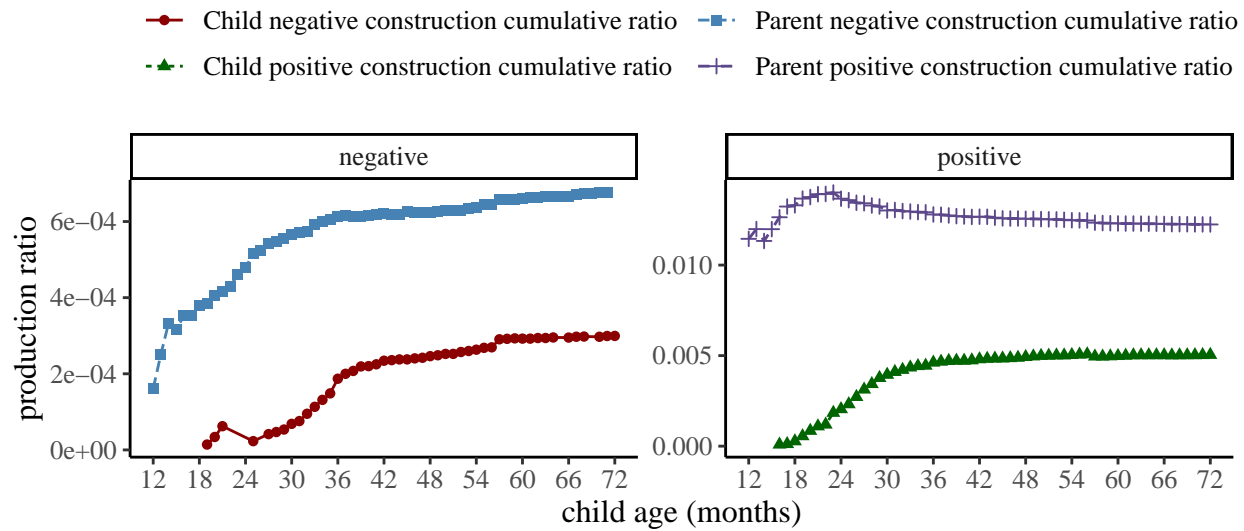 Child negative construction cumulative ratio Parent negative construction cumulative ratio
Child positive construction cumulative ratio Parent positive construction cumulative ratio
negative positive
production ratio
6e−04
4e−04
2e−04
0e+00
0.010
0.005
0.000
12 18 24 30 36 42 48 54 60 66 72 12 18 24 30 36 42 48 54 60 66 72
child age (months)